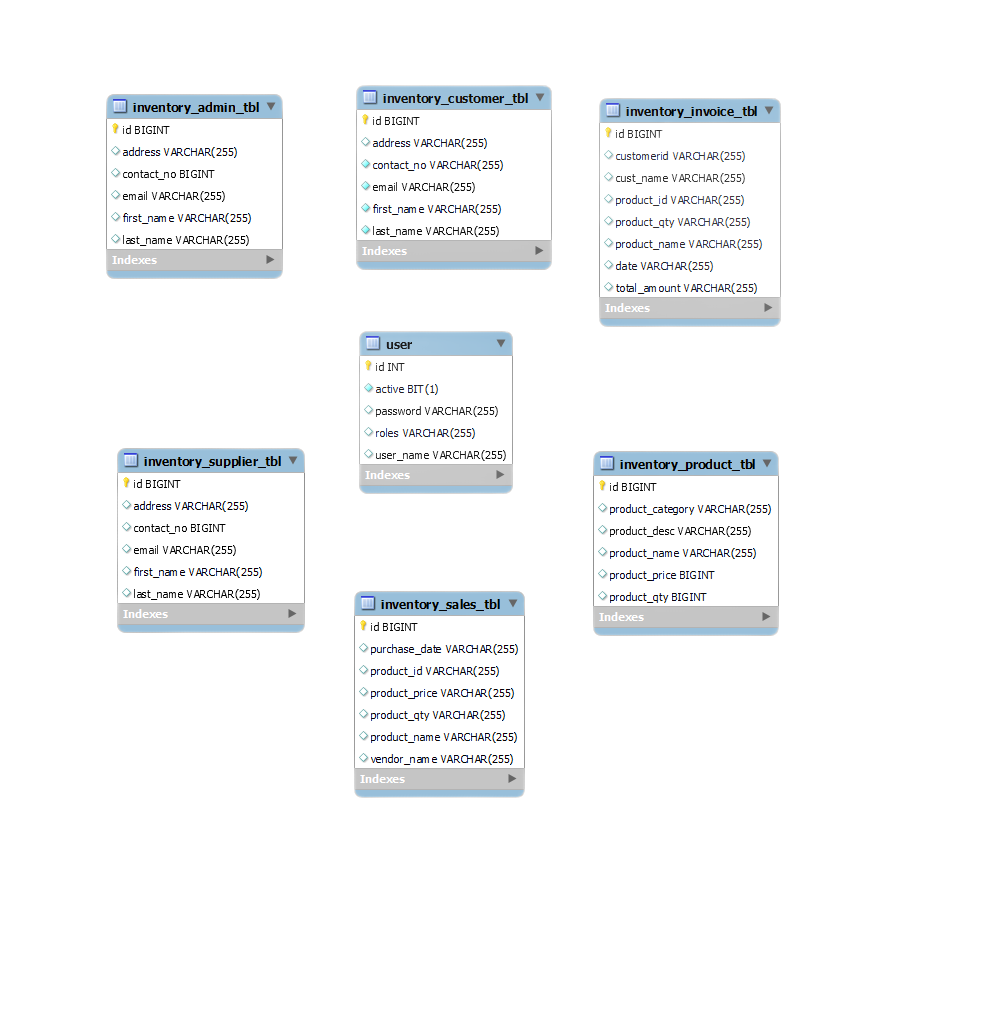 inventory_admin_tbl
id BIGINT
address VARCHAR(255)
contact_no BIGINT
email VARCHAR(255)
first_name VARCHAR(255)
last_name VARCHAR(255)
Indexes
inventory_customer_tbl
id BIGINT
address VARCHAR(255)
contact_no VARCHAR(255)
email VARCHAR(255)
first_name VARCHAR(255)
last_name VARCHAR(255)
Indexes
inventory_invoice_tbl
id BIGINT
customerid VARCHAR(255)
cust_name VARCHAR(255)
product_id VARCHAR(255)
product_qty VARCHAR(255)
product_name VARCHAR(255)
date VARCHAR(255)
total_amount VARCHAR(255)
Indexes
user
id INT
active BIT(1)
password VARCHAR(255)
roles VARCHAR(255)
user_name VARCHAR(255)
Indexes
inventory_supplier_tbl
id BIGINT
address VARCHAR(255)
contact_no BIGINT
email VARCHAR(255)
first_name VARCHAR(255)
last_name VARCHAR(255)
Indexes
inventory_product_tbl
id BIGINT
product_category VARCHAR(255)
product_desc VARCHAR(255)
product_name VARCHAR(255)
product_price BIGINT
product_qty BIGINT
Indexes
inventory_sales_tbl
id BIGINT
purchase_date VARCHAR(255)
product_id VARCHAR(255)
product_price VARCHAR(255)
product_qty VARCHAR(255)
product_name VARCHAR(255)
vendor_name VARCHAR(255)
Indexes